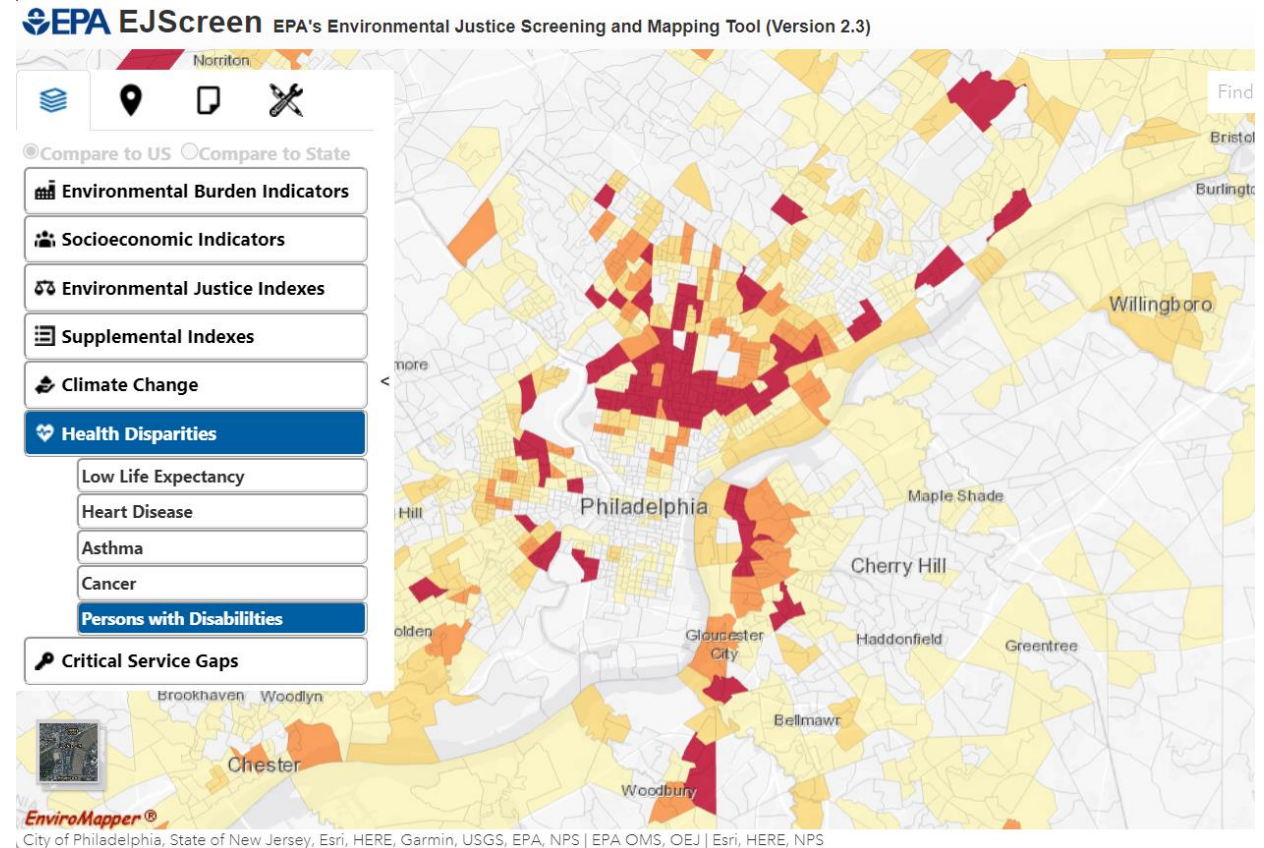 EPA EJScreen EPA's Environmental Justice Screening and Mapping Tool (Version 2.3)
Norriton
Find
Compare to US Compare to State
Bristol
Environmental Burden Indicators
Burlingto
Socioeconomic Indicators
Environmental Justice Indexes
Willingboro
Supplemental Indexes
more
Climate Change
<
Health Disparities
Low Life Expectancy
Maple Shade
Philadelphia
Heart Disease
Hill
Asthma
Cherry Hill
Cancer
Persons with Disabililties
olden
Gloucester
City
Haddonfield
Greentree
Critical Service Gaps
Brookhaven Woodlyn
Bellmawr
Chester
Woodbury
EnviroMapper ®
City of Philadelphia, State of New Jersey, Esri, HERE, Garmin, USGS, EPA, NPS | EPA OMS, OEJ | Esri, HERE, NPS